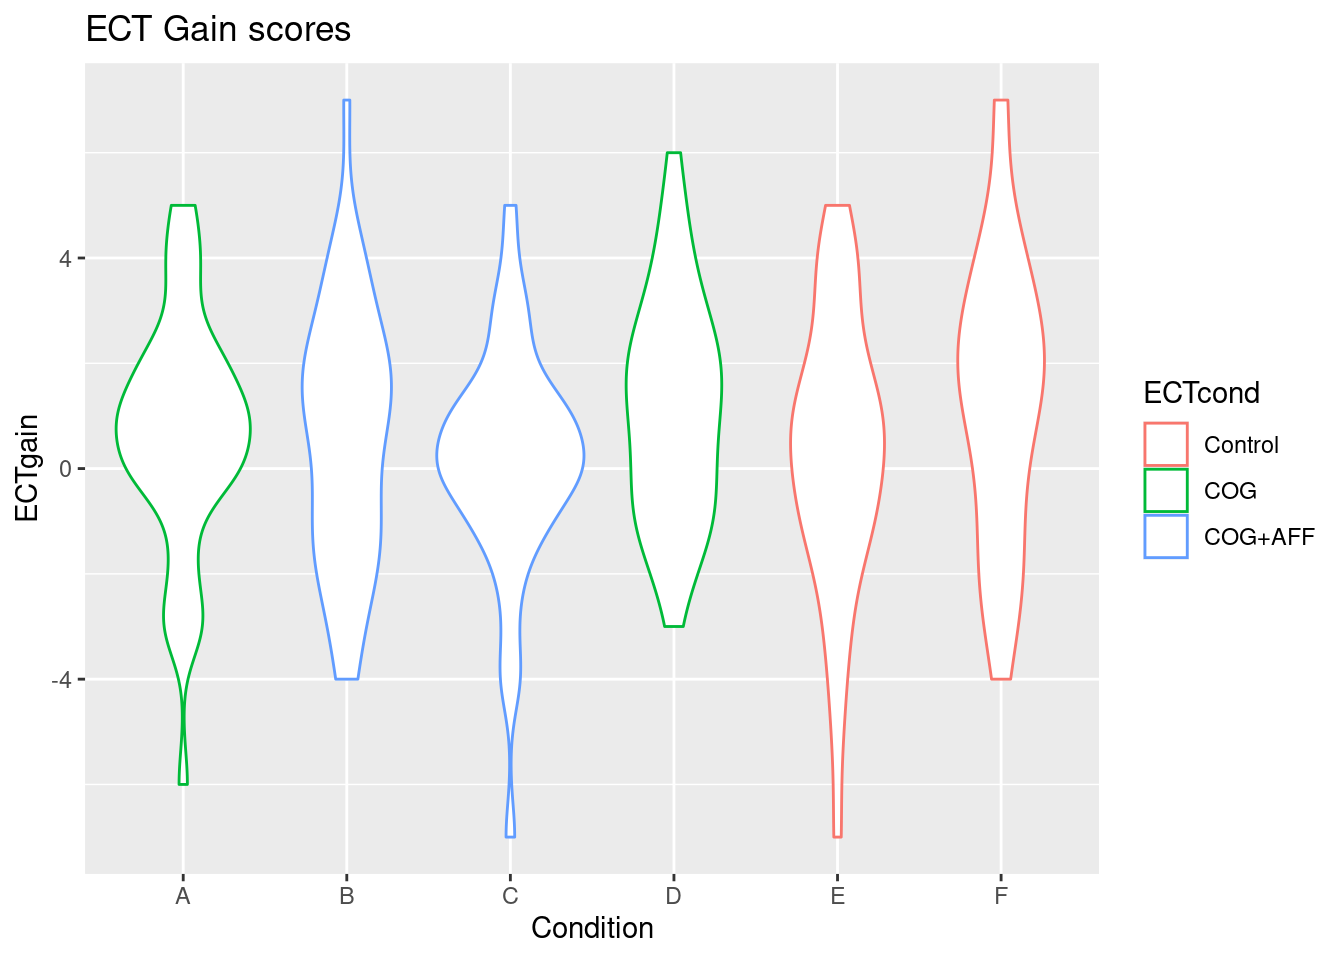 ECT Gain scores
ECTgain
4
0
-4
A B C D E F
Condition
ECTcond
Control
COG
COG+AFF